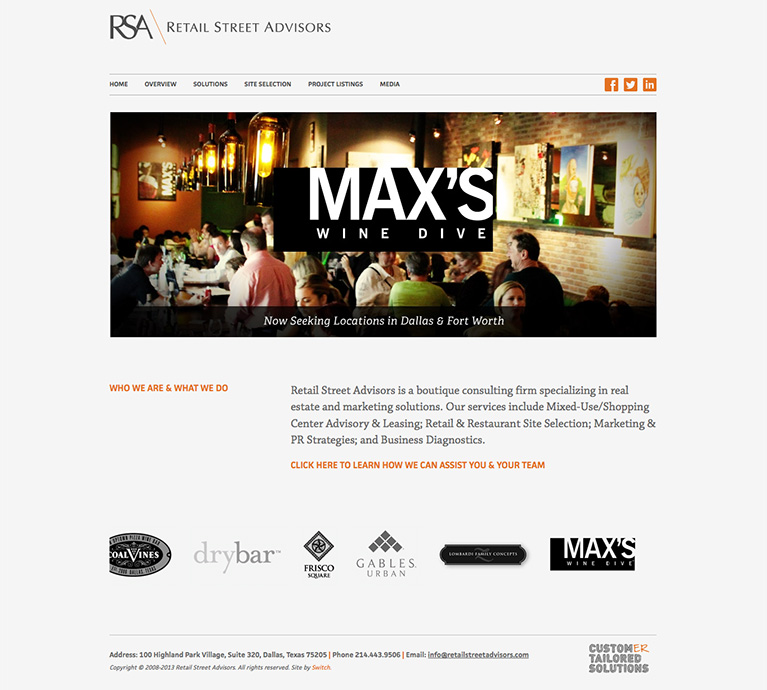 RSA RETAIL STREET ADVISORS
HOME OVERVIEW SOLUTIONS SITE SELECTION PROJECT LISTINGS MEDIA
MAX'S
MAX'S
WINE DIVE
Now Seeking Locations in Dallas & Fort Worth
WHO WE ARE & WHAT WE DO
Retail Street Advisors is a boutique consulting firm specializing in real
estate and marketing solutions. Our services include Mixed-Use/Shopping
Center Advisory & Leasing; Retail & Restaurant Site Selection; Marketing &
PR Strategies; and Business Diagnostics.
CLICK HERE TO LEARN HOW WE CAN ASSIST YOU & YOUR TEAM
OALVINES
drybar™
FRISCO
SQUARE
GABLES
URBAN
LOMBARDI FAMILY CONCEPTS
MAX'S
WINE DIVE
Address: 100 Highland Park Village, Suite 320, Dallas, Texas 75205 | Phone 214.443.9506 | Email: info@retailstreetadvisors.com
Copyright © 2008-2013 Retail Street Advisors. All rights reserved. Site by Switch.
CUSTOMER
TAILORED
SOLUTIONS